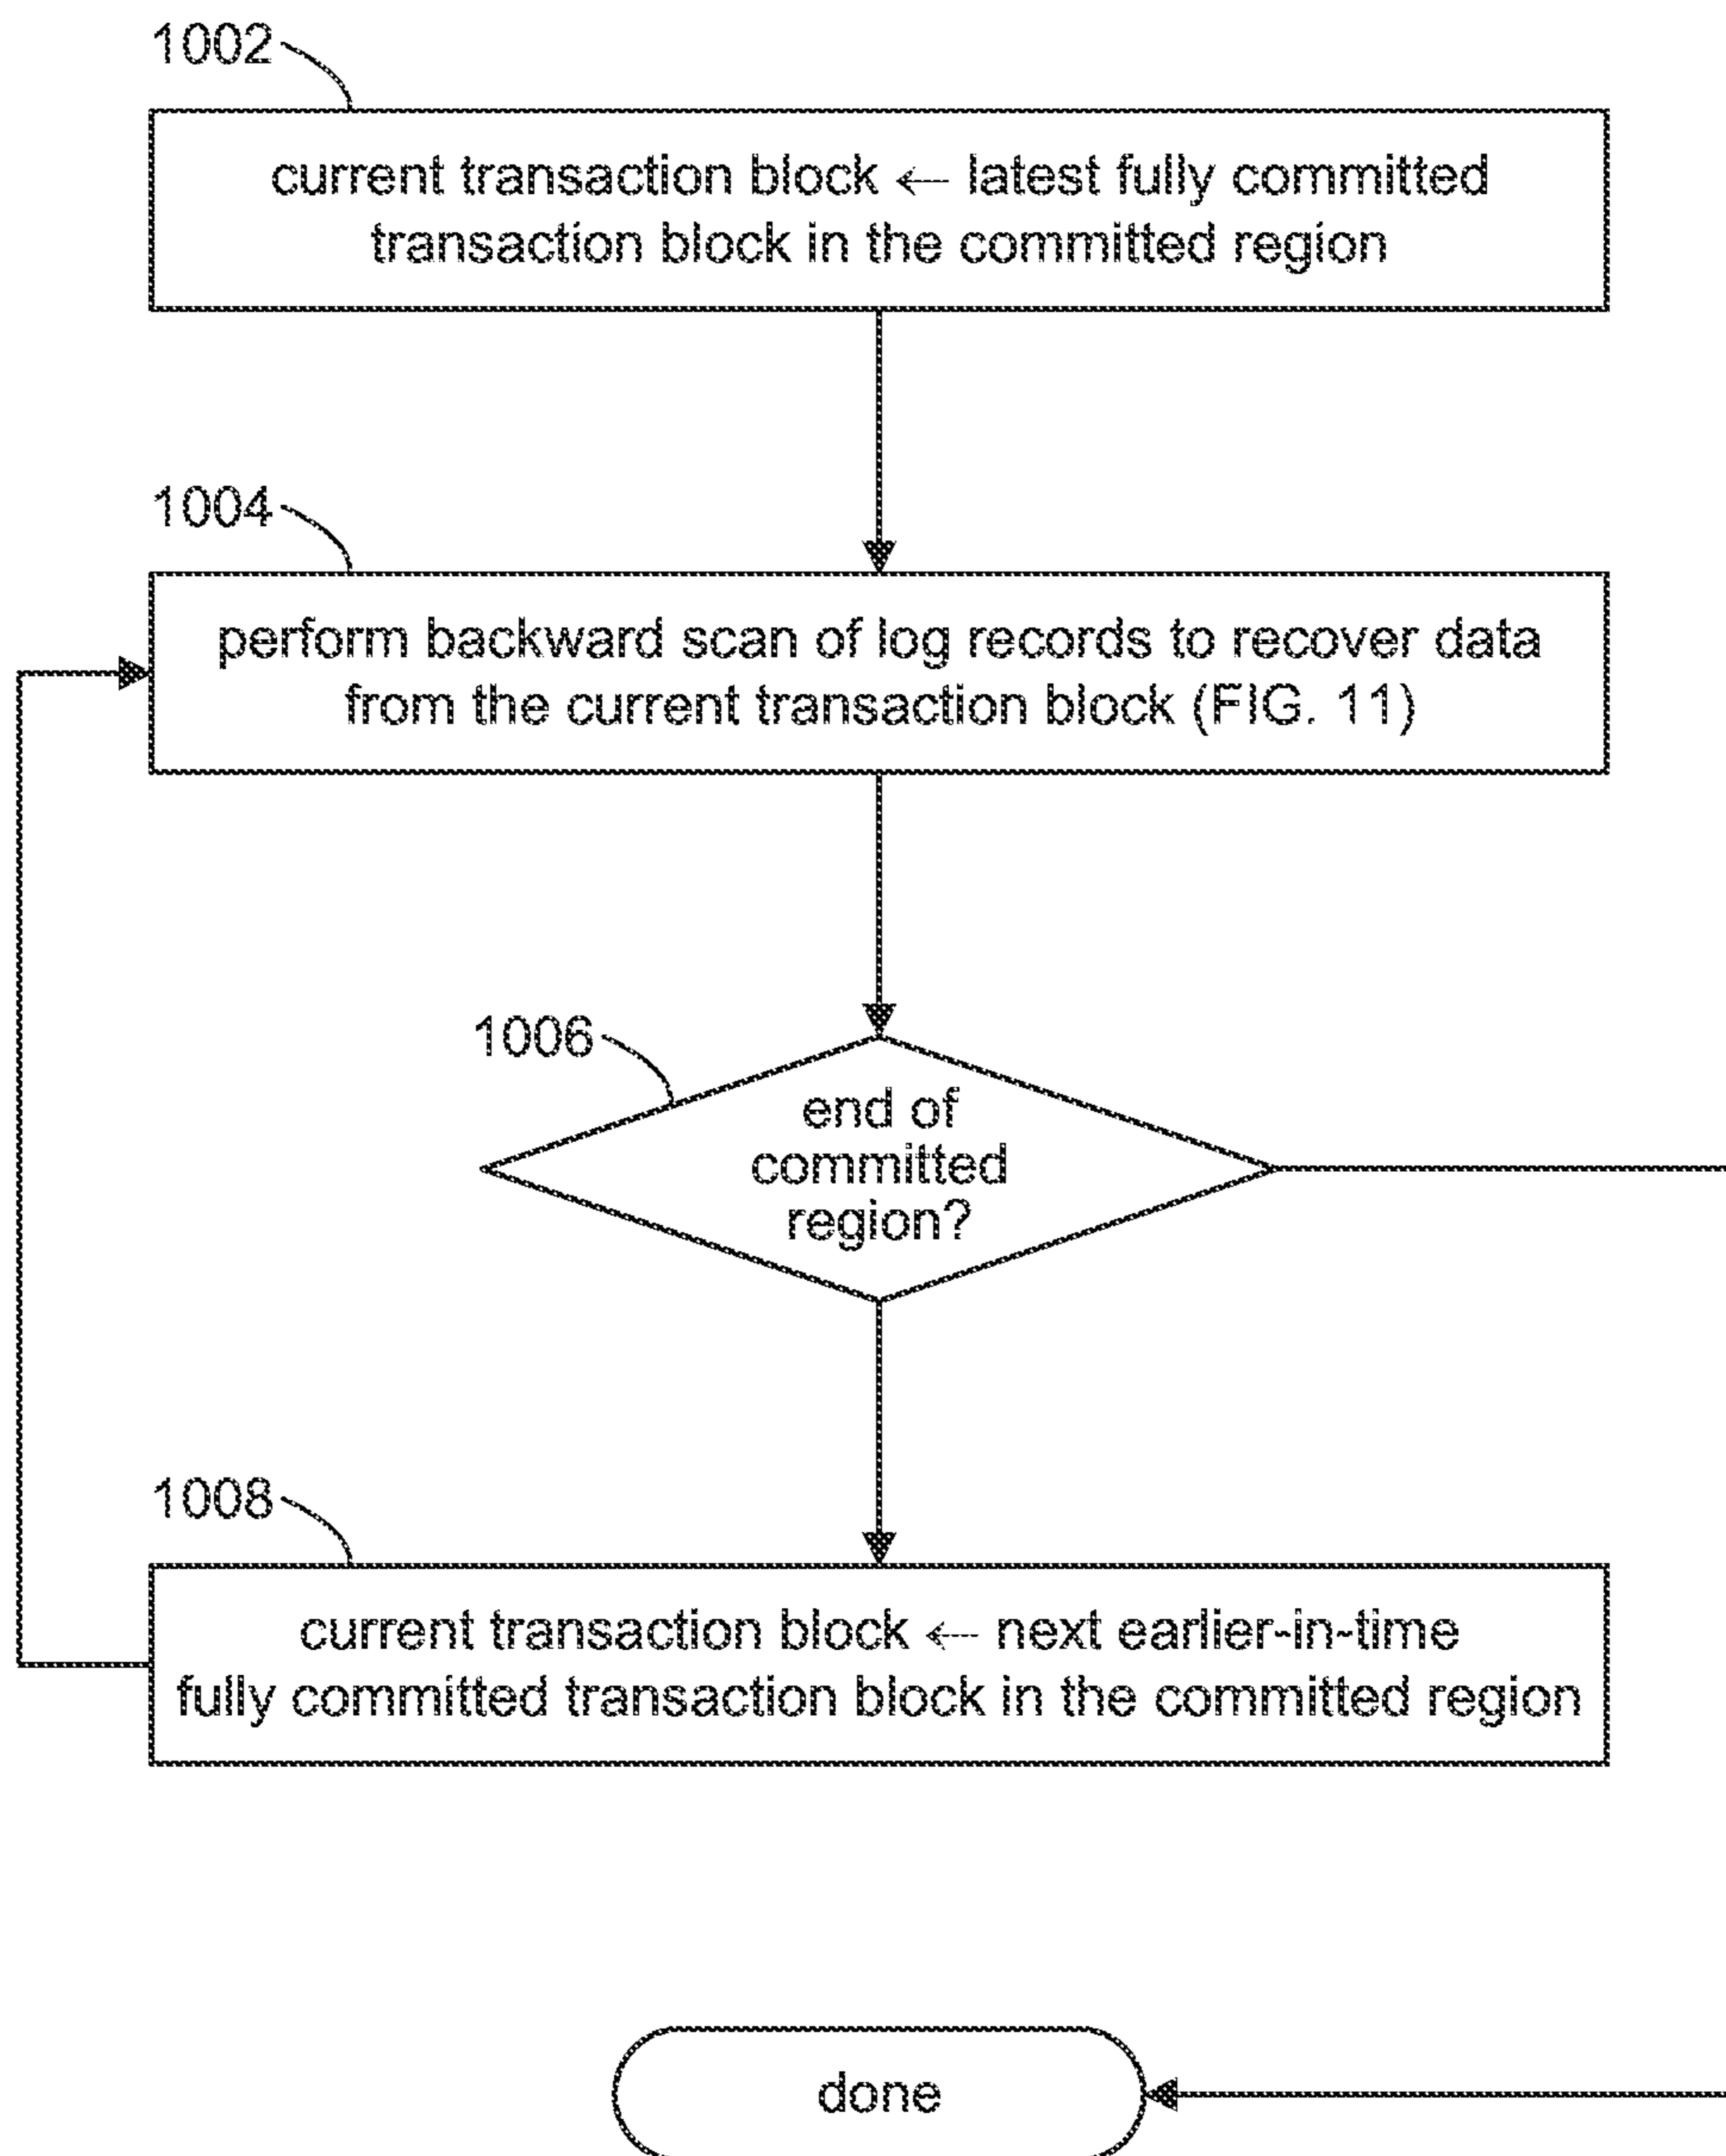 1002
current transaction block ← latest fully committed
transaction block in the committed region
1004
perform backward scan of log records to recover data
from the current transaction block (FIG. 11)
1006
end of
committed
region?
1008
current transaction block ← next earlier-in-time
fully committed transaction block in the committed region
done